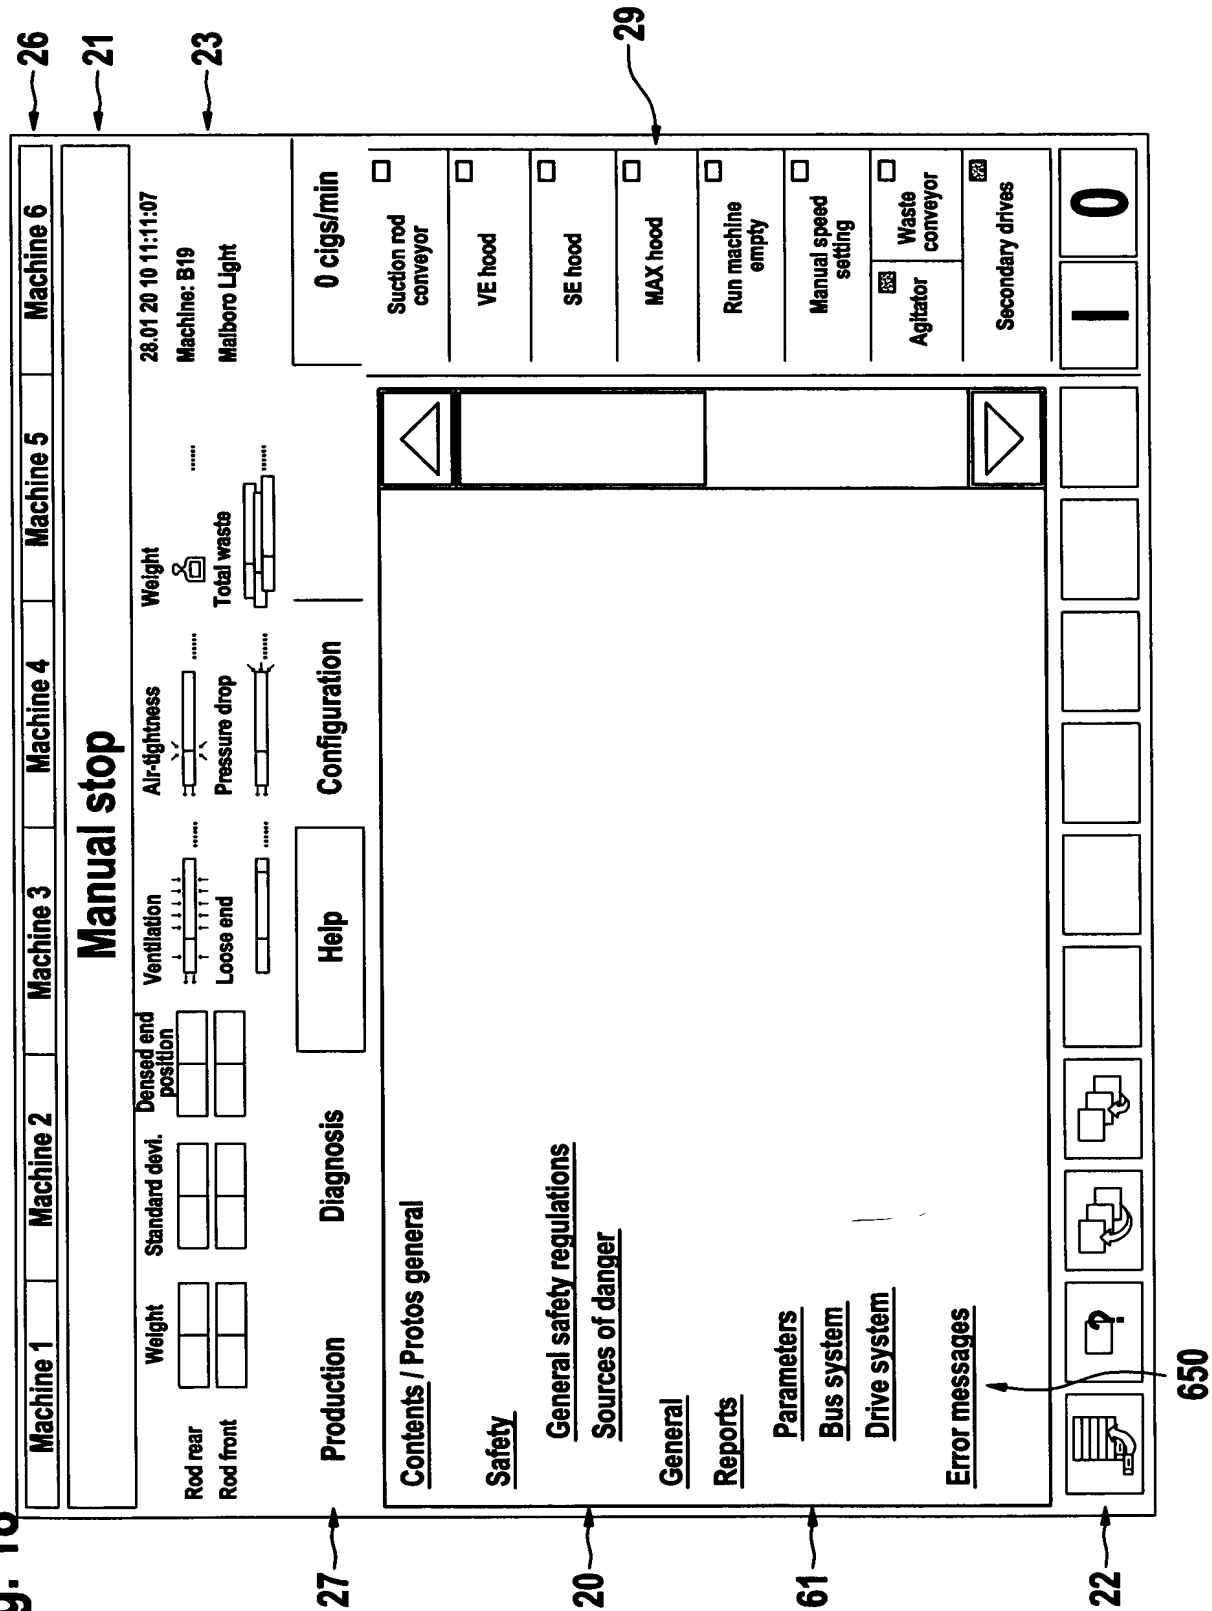 Machine 1 Machine 2 Machine 3 Machine 4 Machine 5 Machine 6
26
Manual stop
21
Weight Standard devi. Densed end
position
Ventilation Air-tightness Weight
28.01 20 10 11:11:07
23
Rod rear
Machine: B19
Rod front
Loose end Pressure drop Total waste
Malboro Light
27
Production Diagnosis Help Configuration
0 cigs/min
Contents / Protos general
Safety
General safety regulations
Sources of danger
General
Reports
Parameters
Bus system
Drive system
Error messages
Suction rod
conveyor
VE hood
SE hood
MAX hood
Run machine
empty
Manual speed
setting
Agitator
Waste
conveyor
Secondary drives
29
20
61
650
22
?
I 0